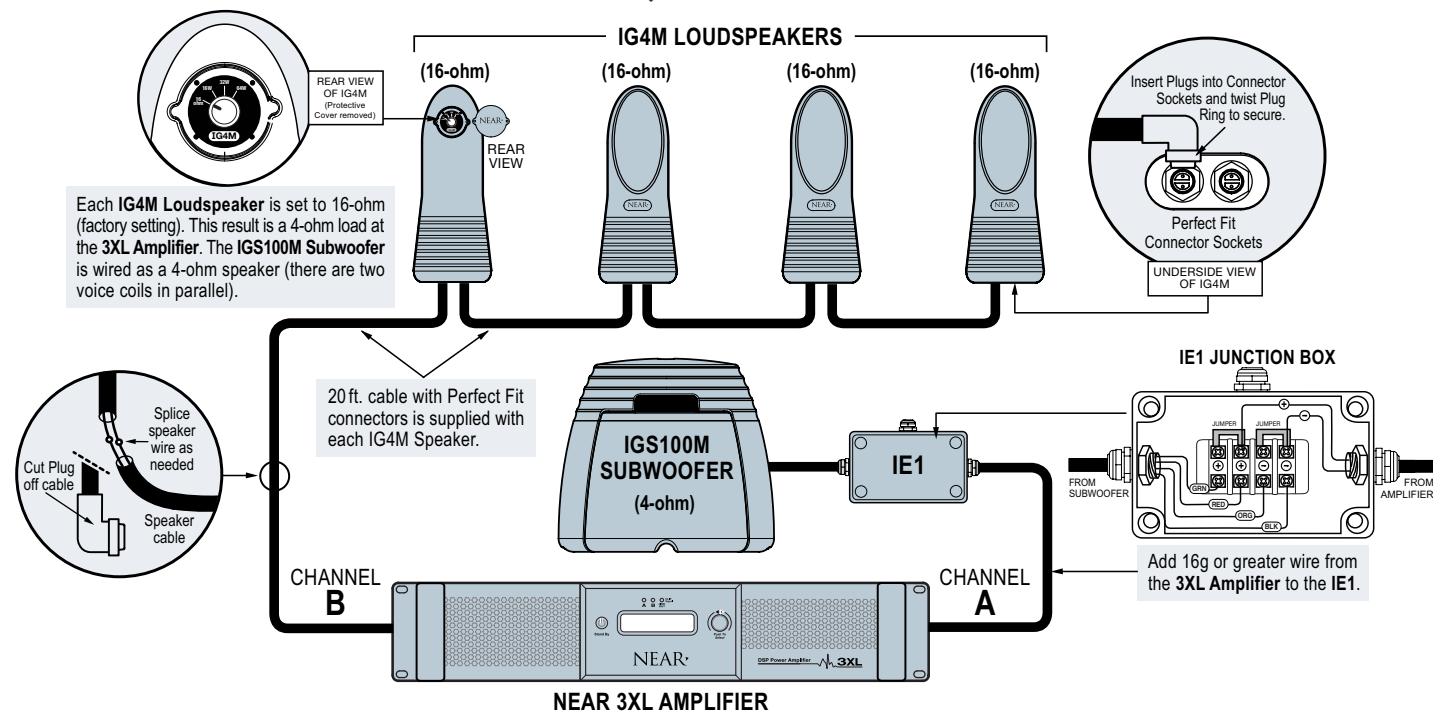 IG4M LOUDSPEAKERS
(16-ohm)
(16-ohm)
(16-ohm)
(16-ohm)
16
ohm
16W
32W
64W
IG4M
REAR VIEW
OF IG4M
(Protective
Cover removed)
NEAR
REAR
VIEW
NEAR
NEAR
NEAR
Insert Plugs into Connector
Sockets and twist Plug
Ring to secure.
Perfect Fit
Connector Sockets
UNDERSIDE VIEW
OF IG4M
Each IG4M Loudspeaker is set to 16-ohm
(factory setting). This result is a 4-ohm load at
the 3XL Amplifier. The IGS100M Subwoofer
is wired as a 4-ohm speaker (there are two
voice coils in parallel).
20 ft. cable with Perfect Fit
connectors is supplied with
each IG4M Speaker.
Splice
speaker
wire as
needed
Cut Plug
off cable
Speaker
cable
IGS100M
SUBWOOFER
(4-ohm)
IE1
IE1 JUNCTION BOX
JUMPER
JUMPER
+
−
+ + − −
GRN
RED
ORG
BLK
FROM
SUBWOOFER
FROM
AMPLIFIER
Add 16g or greater wire from
the 3XL Amplifier to the IE1.
CHANNEL
B
CHANNEL
A
A B
Stand By
Push To
Select
NEAR
DSP Power Amplifier 3XL
NEAR 3XL AMPLIFIER